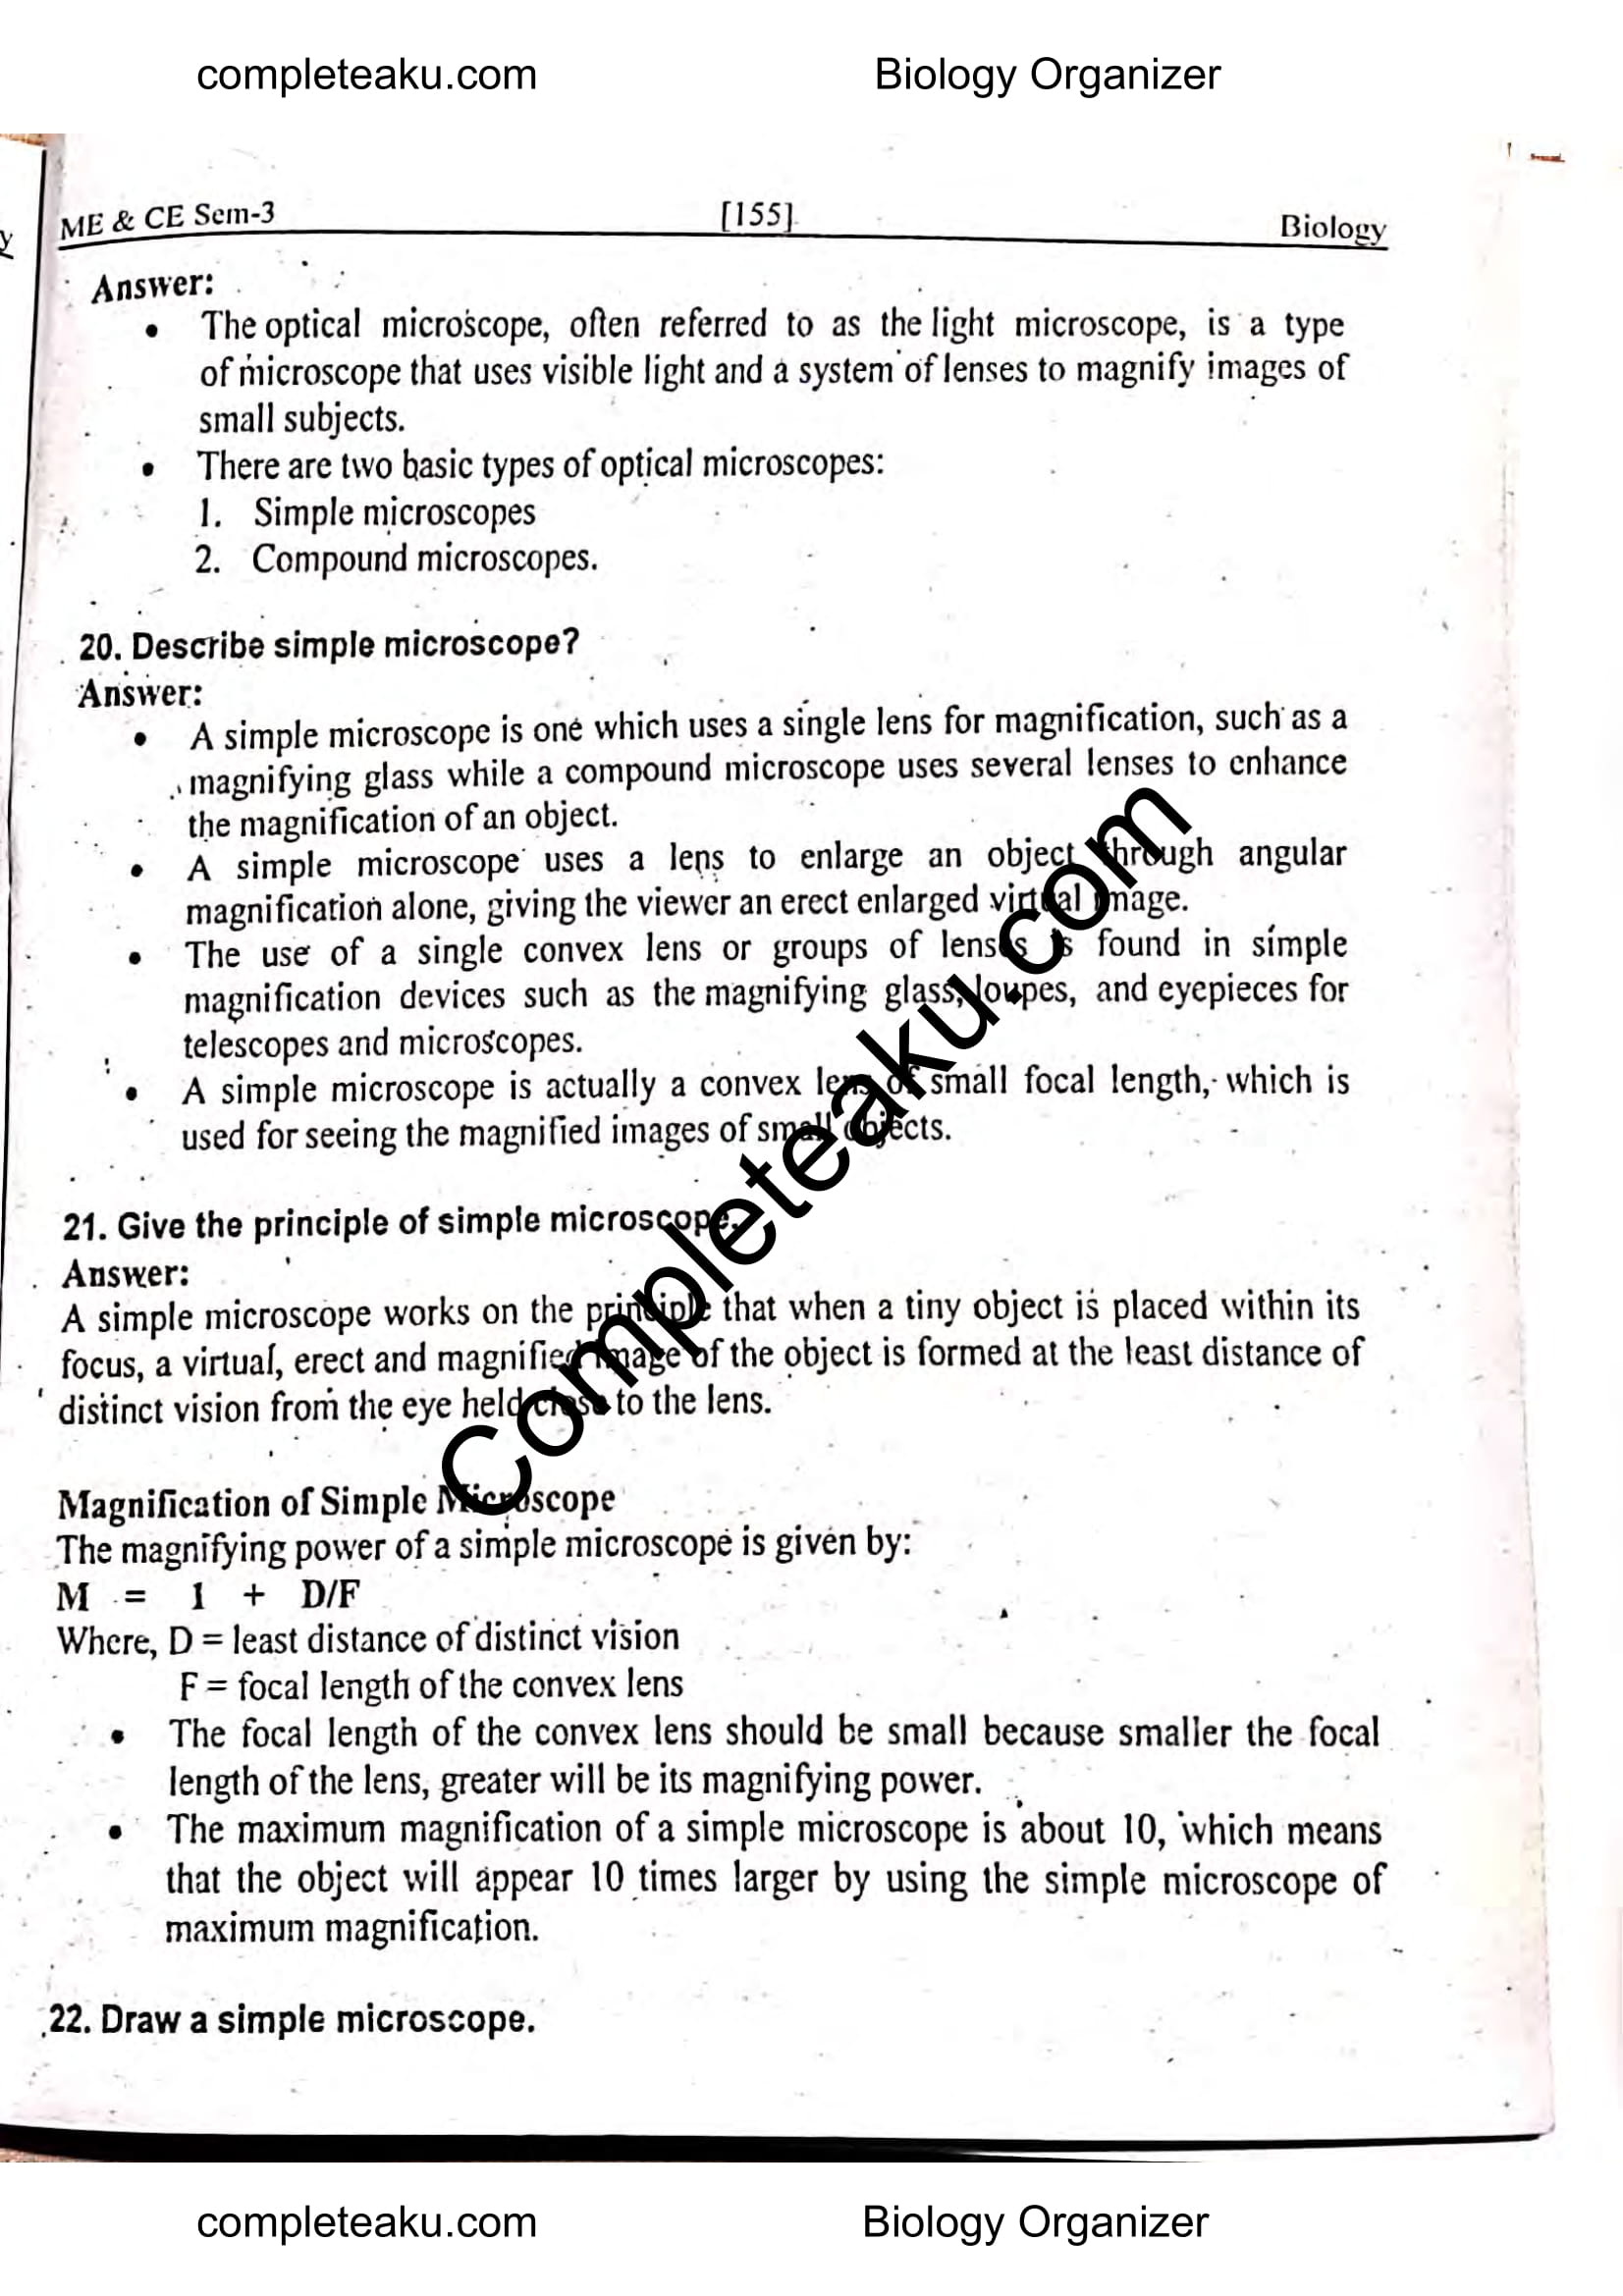 completeaku.com Biology Organizer
ME & CE Sem-3 [155] Biology
Answer:
• The optical microscope, often referred to as the light microscope, is a type
of microscope that uses visible light and a system of lenses to magnify images of
small subjects.
• There are two basic types of optical microscopes:
1. Simple microscopes
2. Compound microscopes.
20. Describe simple microscope?
Answer:
• A simple microscope is one which uses a single lens for magnification, such as a
magnifying glass while a compound microscope uses several lenses to enhance
the magnification of an object.
• A simple microscope uses a lens to enlarge an object through angular
magnification alone, giving the viewer an erect enlarged virtual image.
• The use of a single convex lens or groups of lenses is found in simple
magnification devices such as the magnifying glass, loupes, and eyepieces for
telescopes and microscopes.
• A simple microscope is actually a convex lens of small focal length, which is
used for seeing the magnified images of small objects.
21. Give the principle of simple microscope.
Answer:
A simple microscope works on the principle that when a tiny object is placed within its
focus, a virtual, erect and magnified image of the object is formed at the least distance of
distinct vision from the eye held close to the lens.
Magnification of Simple Microscope
The magnifying power of a simple microscope is given by:
M = 1 + D/F
Where, D = least distance of distinct vision
F = focal length of the convex lens
• The focal length of the convex lens should be small because smaller the focal
length of the lens, greater will be its magnifying power.
• The maximum magnification of a simple microscope is about 10, which means
that the object will appear 10 times larger by using the simple microscope of
maximum magnification.
22. Draw a simple microscope.
Completeaku.com
completeaku.com Biology Organizer